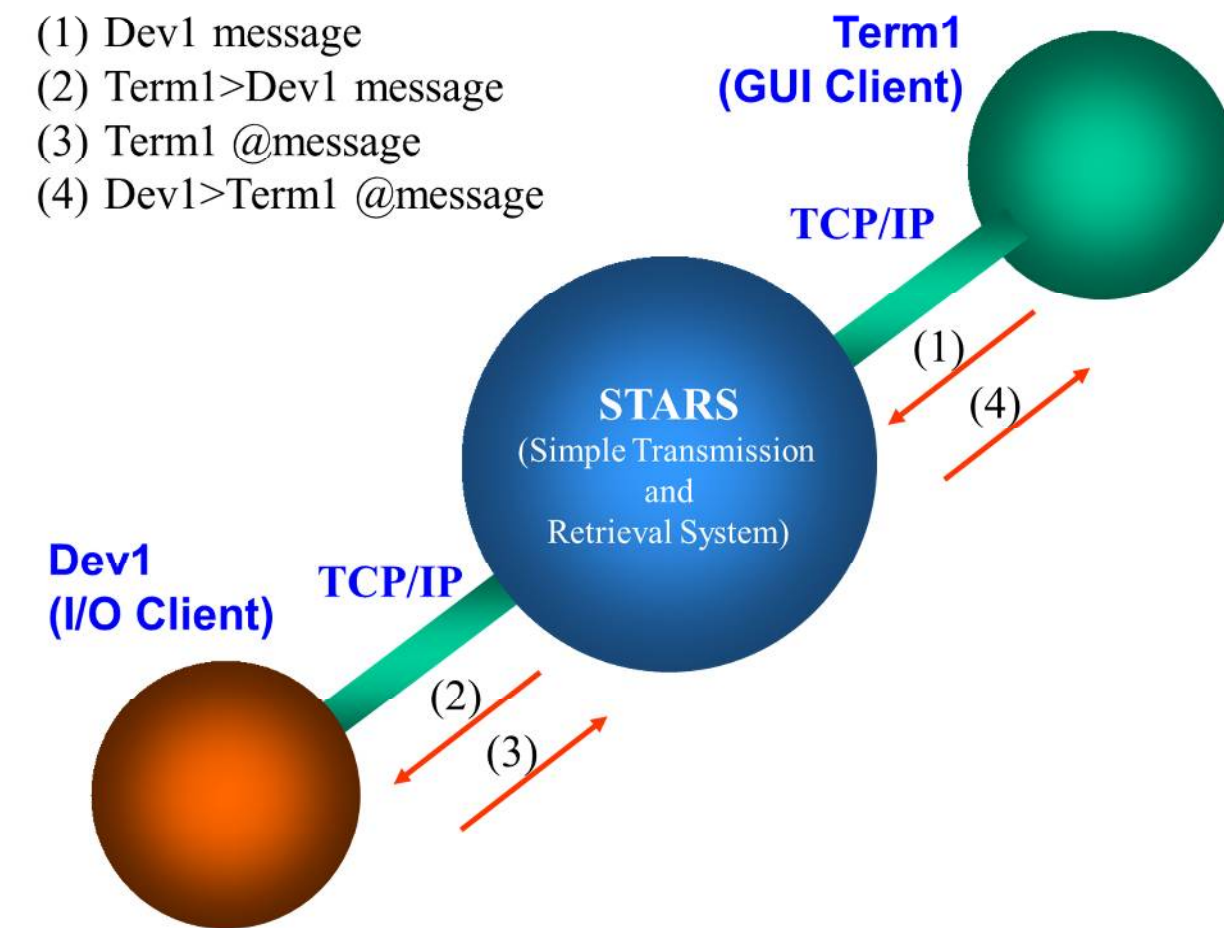 (1) Dev1 message
(2) Term1>Dev1 message
(3) Term1 @message
(4) Dev1>Term1 @message
Term1
(GUI Client)
TCP/IP
(1)
(4)
STARS
(Simple Transmission
and
Retrieval System)
Dev1
(I/O Client)
TCP/IP
(2)
(3)